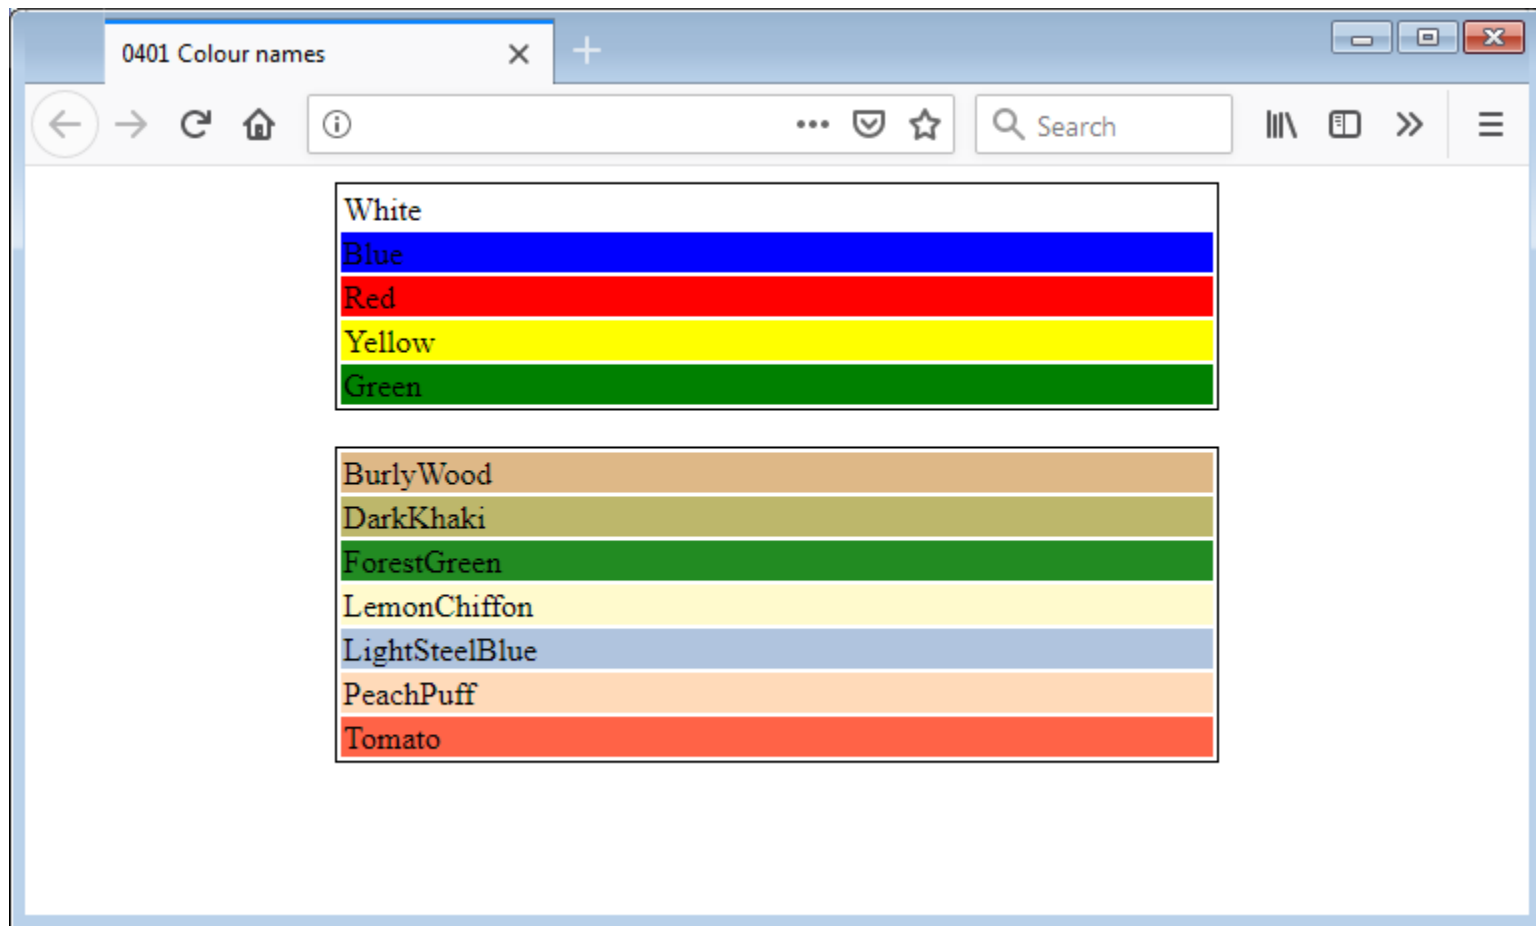 0401 Colour names
Search
White
Blue
Red
Yellow
Green
BurlyWood
DarkKhaki
ForestGreen
LemonChiffon
LightSteelBlue
PeachPuff
Tomato